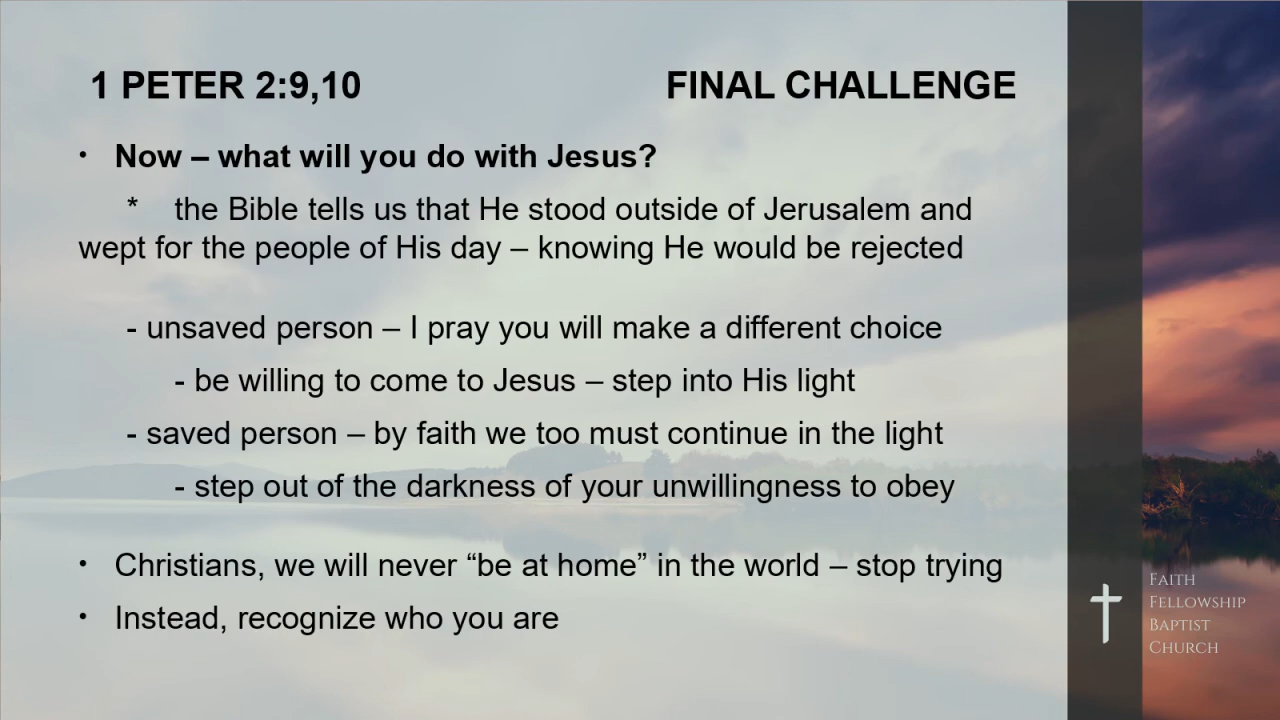 1 PETER 2:9,10 FINAL CHALLENGE
• Now – what will you do with Jesus?
* the Bible tells us that He stood outside of Jerusalem and
wept for the people of His day – knowing He would be rejected
- unsaved person – I pray you will make a different choice
- be willing to come to Jesus – step into His light
- saved person – by faith we too must continue in the light
- step out of the darkness of your unwillingness to obey
• Christians, we will never “be at home” in the world – stop trying
• Instead, recognize who you are
FAITH
FELLOWSHIP
BAPTIST
CHURCH